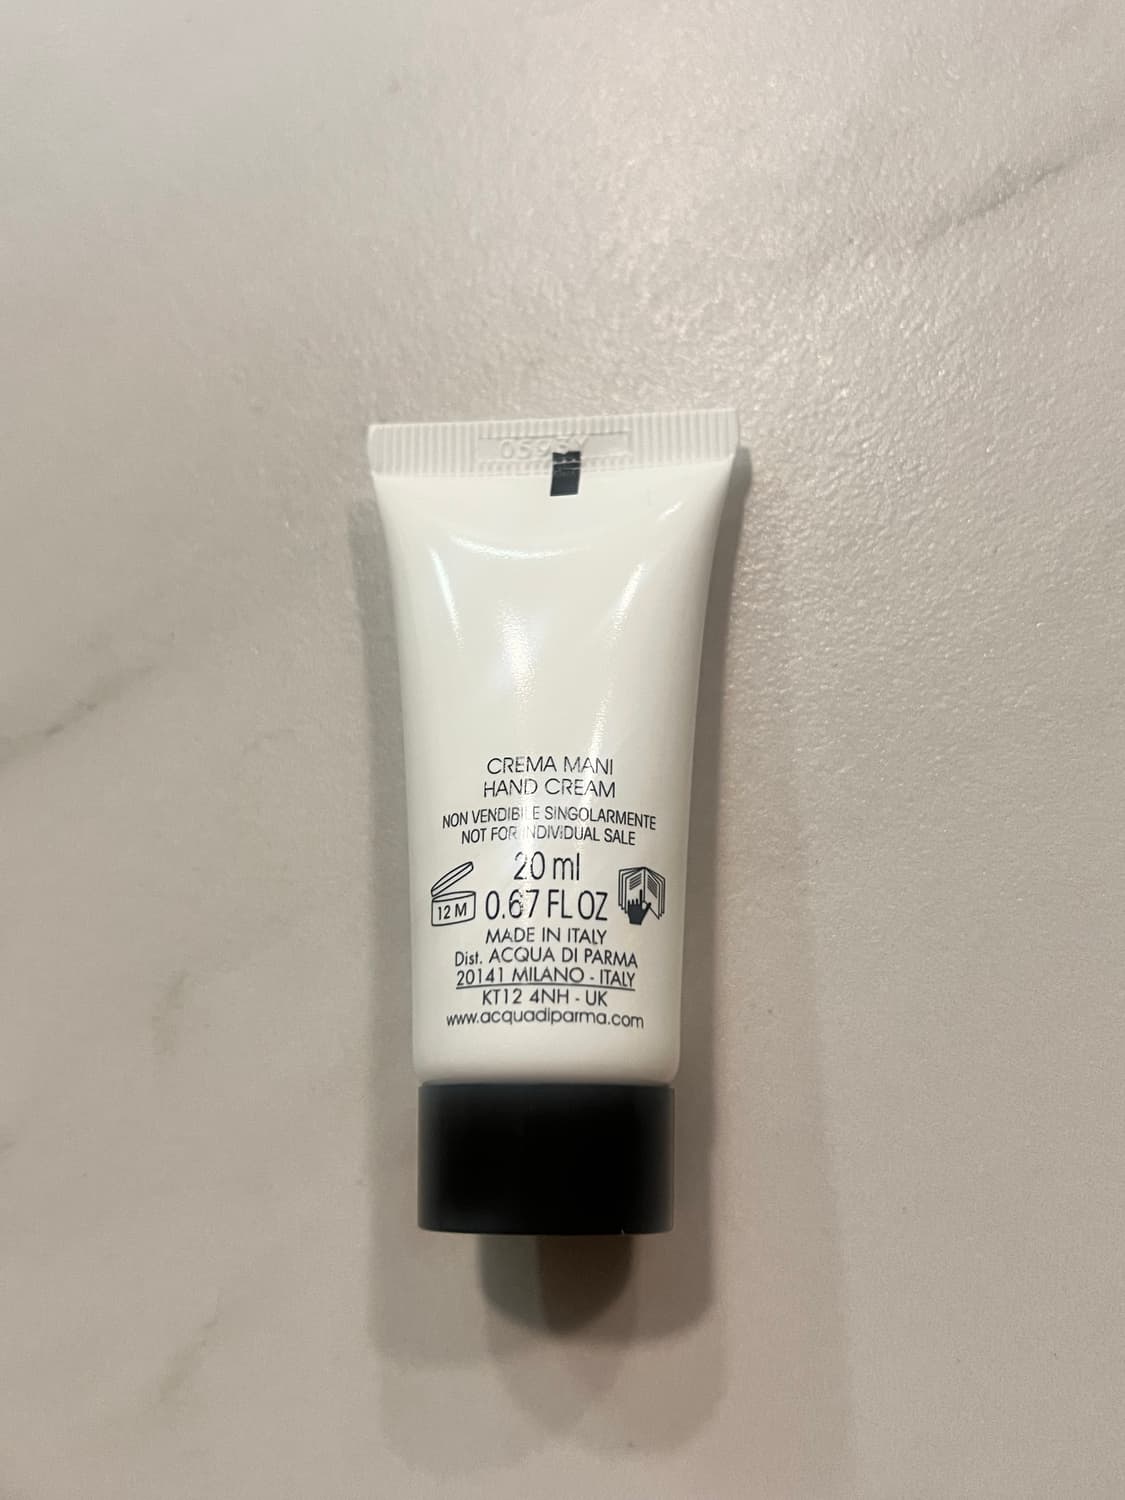 CREMA MANI
HAND CREAM
NON VENDIBILE SINGOLARMENTE
NOT FOR INDIVIDUAL SALE
20 ml
12 M 0.67 FL OZ
MADE IN ITALY
Dist. ACQUA DI PARMA
20141 MILANO - ITALY
KT12 4NH - UK
www.acquadiparma.com